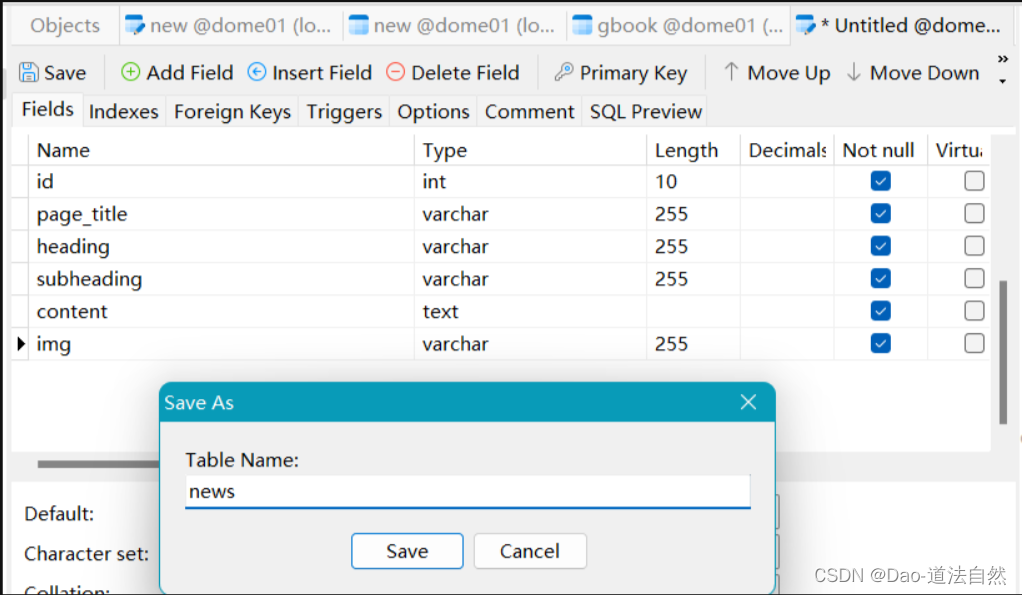 Objects new @dome01 (lo... new @dome01 (lo... gbook @dome01 (... * Untitled @dome...
Save Add Field Insert Field Delete Field Primary Key Move Up Move Down
Fields Indexes Foreign Keys Triggers Options Comment SQL Preview
Name Type Length Decimals Not null Virtua
id int 10
page_title varchar 255
heading varchar 255
subheading varchar 255
content text
img varchar 255
Save As
Table Name:
news
Default:
Save Cancel
Character set:
Collation:
CSDN @Dao-道法自然